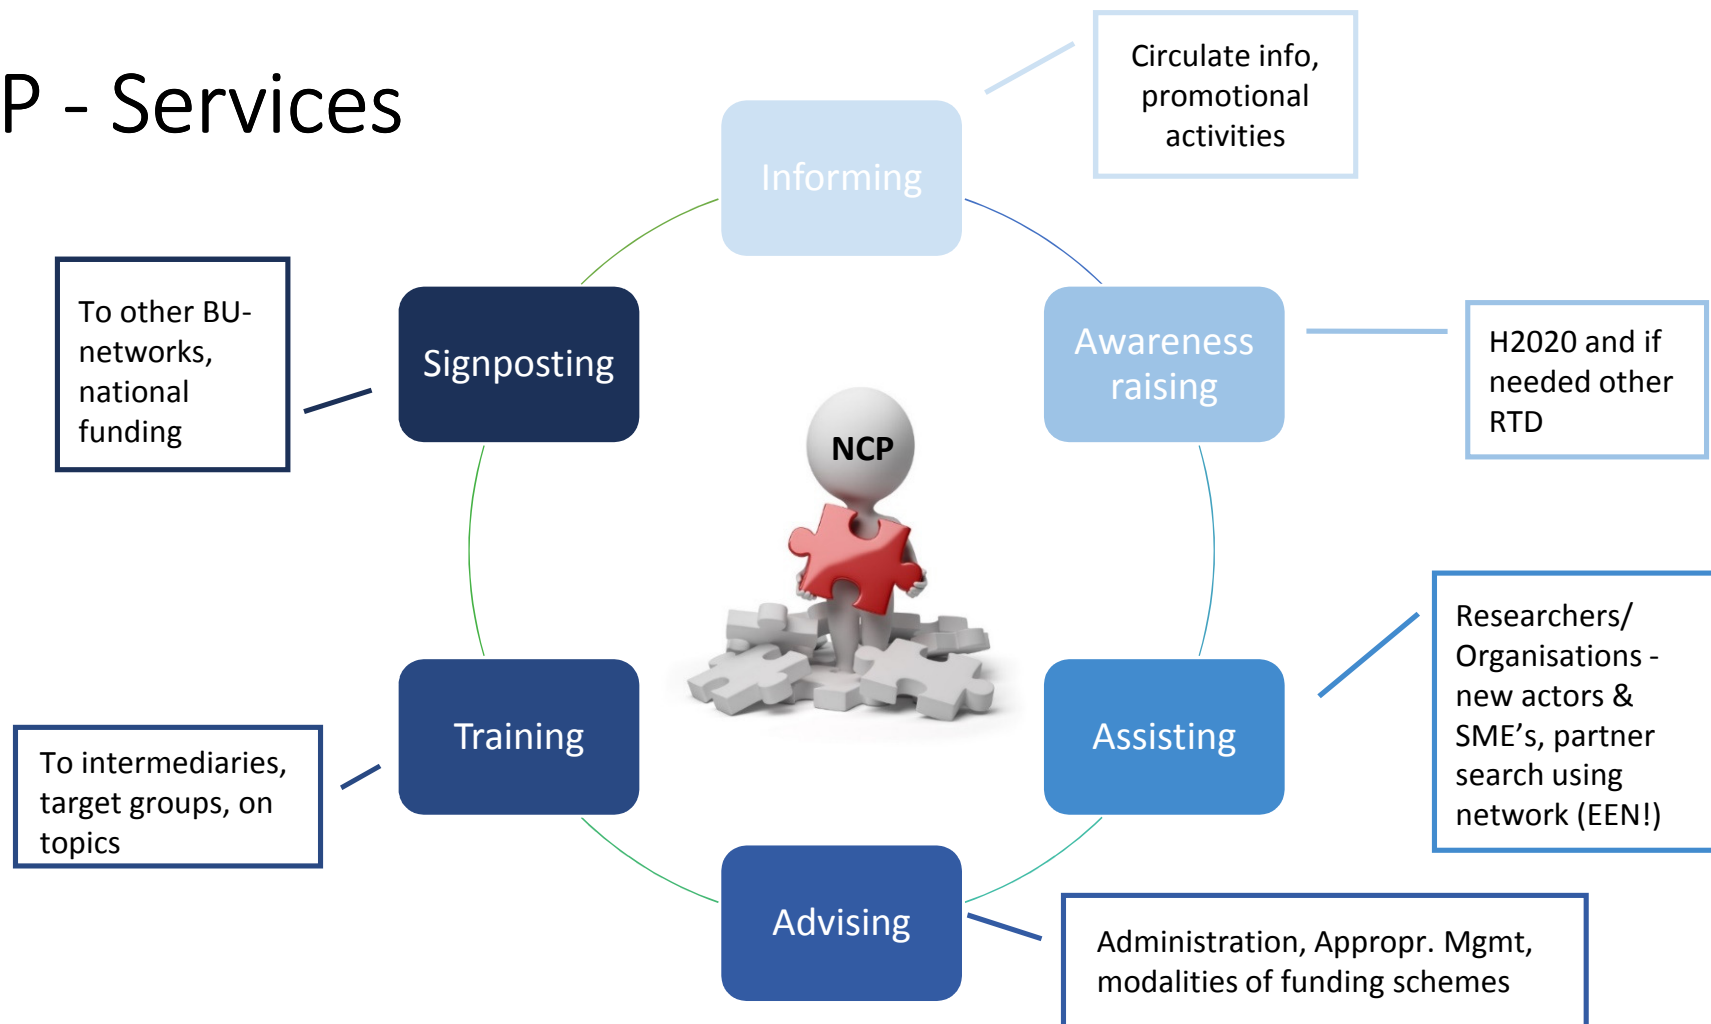 P - Services
Circulate info,
promotional
activities
Informing
To other BU-
networks,
national
funding
Signposting
Awareness
raising
H2020 and if
needed other
RTD
NCP
Researchers/
Organisations -
new actors &
SME's, partner
search using
network (EEN!)
Training
Assisting
To intermediaries,
target groups, on
topics
Advising
Administration, Appropr. Mgmt,
modalities of funding schemes